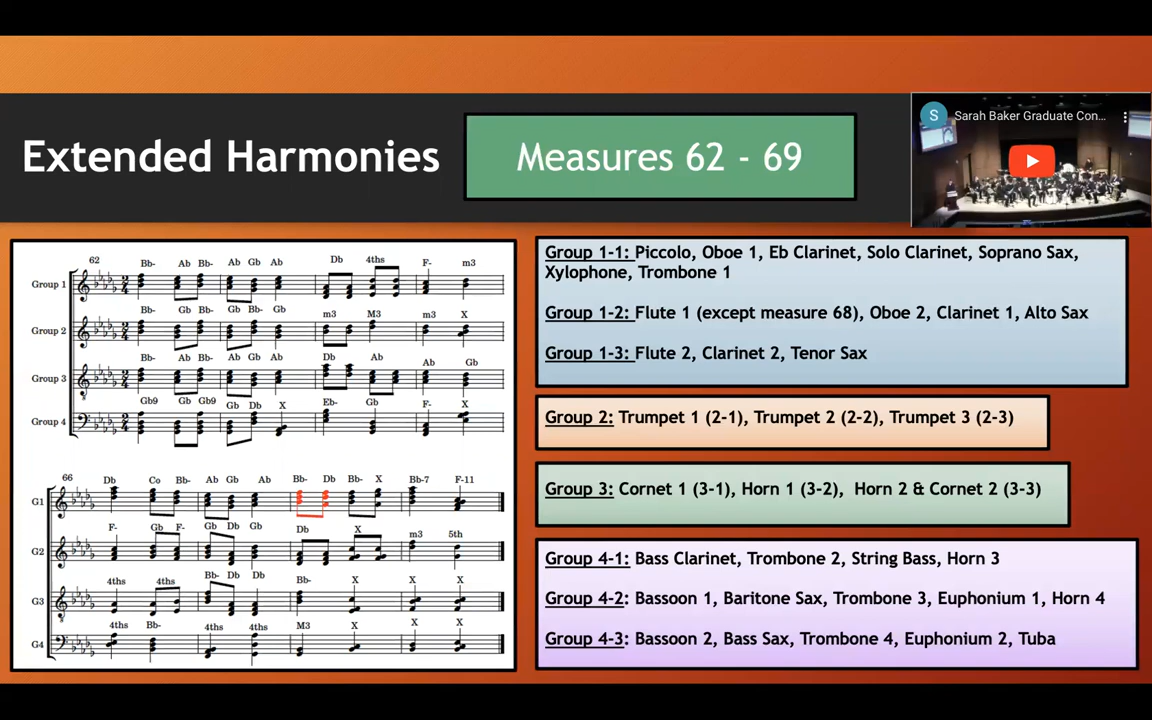 Extended Harmonies
Measures 62 - 69
S Sarah Baker Graduate Con...
62
Bb- Ab Bb- Ab Gb Ab Db 4ths F- m3
Group 1
Bb- Gb Bb- Gb Bb- Gb m3 M3 m3 X
Group 2
Bb- Ab Bb- Ab Gb Ab Db Ab Ab Gb
Group 3
Gb9 Gb Gb9 Gb Db X Eb- Gb F- X
Group 4
66
Db Co Bb- Ab Gb Ab Bb- Db Bb- X Bb-7 F-11
G1
F- Gb F- Gb Db Gb Db X m3 5th
G2
4ths 4ths Bb- Db Db Bb- X X X
G3
4ths Bb- 4ths 4ths M3 X X X
G4
Group 1-1: Piccolo, Oboe 1, Eb Clarinet, Solo Clarinet, Soprano Sax,
Xylophone, Trombone 1
Group 1-2: Flute 1 (except measure 68), Oboe 2, Clarinet 1, Alto Sax
Group 1-3: Flute 2, Clarinet 2, Tenor Sax
Group 2: Trumpet 1 (2-1), Trumpet 2 (2-2), Trumpet 3 (2-3)
Group 3: Cornet 1 (3-1), Horn 1 (3-2), Horn 2 & Cornet 2 (3-3)
Group 4-1: Bass Clarinet, Trombone 2, String Bass, Horn 3
Group 4-2: Bassoon 1, Baritone Sax, Trombone 3, Euphonium 1, Horn 4
Group 4-3: Bassoon 2, Bass Sax, Trombone 4, Euphonium 2, Tuba